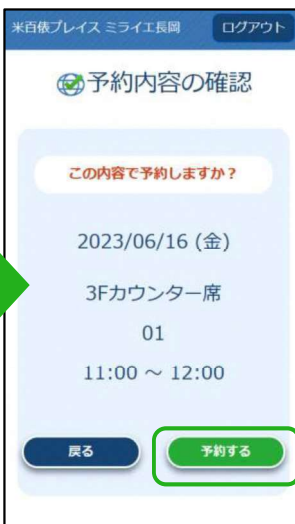 米百俵プレイス ミライエ長岡
ログアウト
予約内容の確認
この内容で予約しますか？
2023/06/16 (金)
3Fカウンター席
01
11:00 ～ 12:00
戻る
予約する